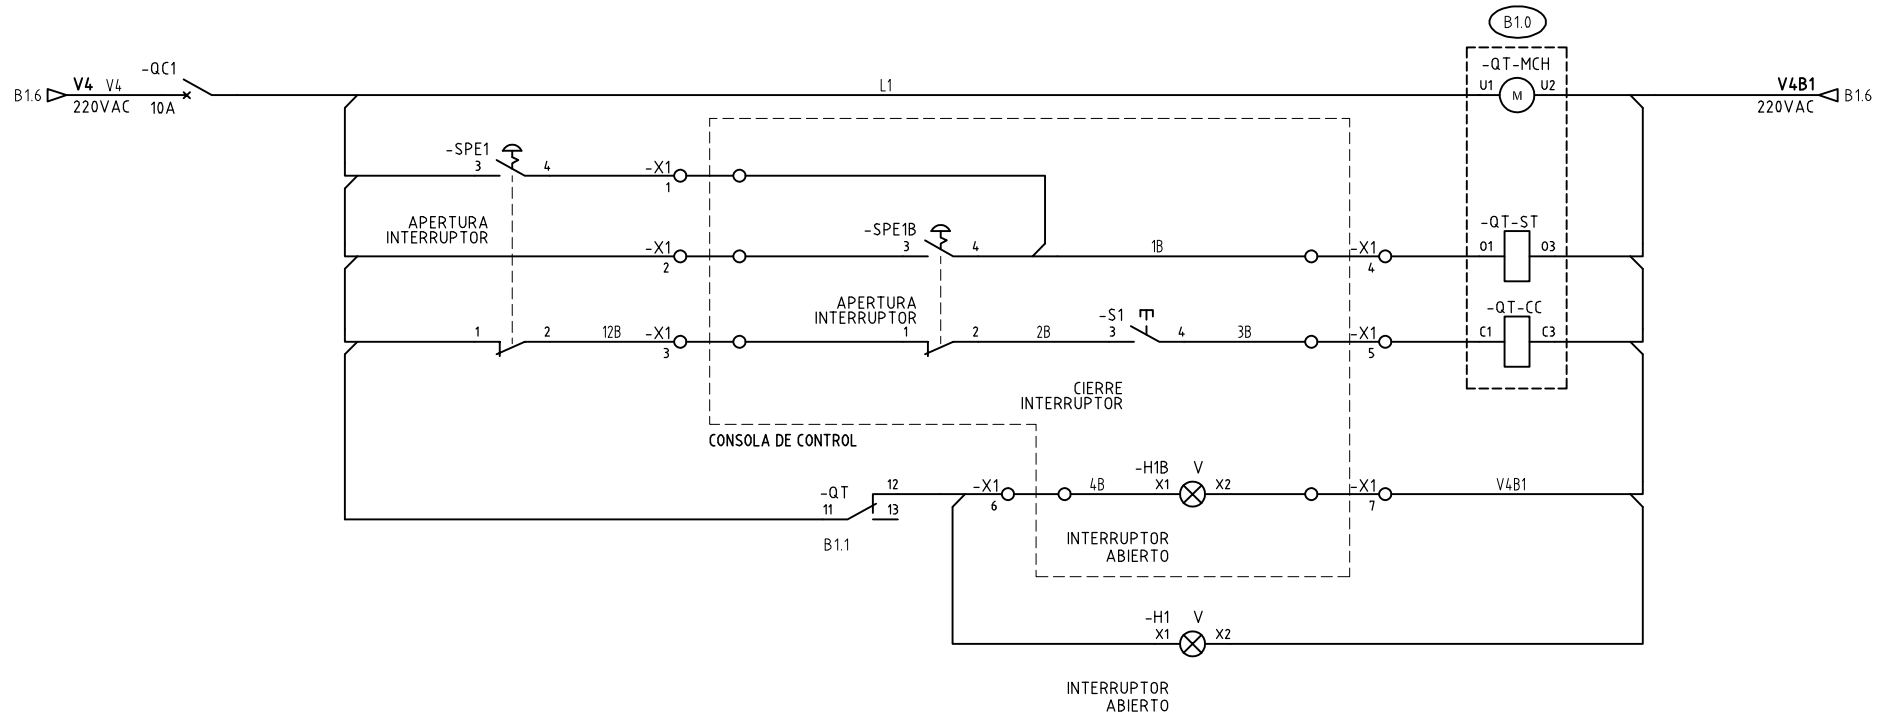 B1.0
-QC1
-QT-MCH
B1.6
V4 V4
L1
U1 M U2
V4B1
B1.6
220VAC 10A
220VAC
-SPE1
3 4
-X1
1
APERTURA
INTERRUPTOR
-SPE1B
3 4
-X1
2
1B
-X1
4
-QT-ST
01 03
APERTURA
INTERRUPTOR
1 2
12B
-X1
3
1 2
2B
-S1
3 4
3B
-X1
5
-QT-CC
C1 C3
CIERRE
INTERRUPTOR
CONSOLA DE CONTROL
-QT
11 12
13
B1.1
-X1
6
4B
-H1B V
X1 X2
-X1
7
V4B1
INTERRUPTOR
ABIERTO
-H1 V
X1 X2
INTERRUPTOR
ABIERTO